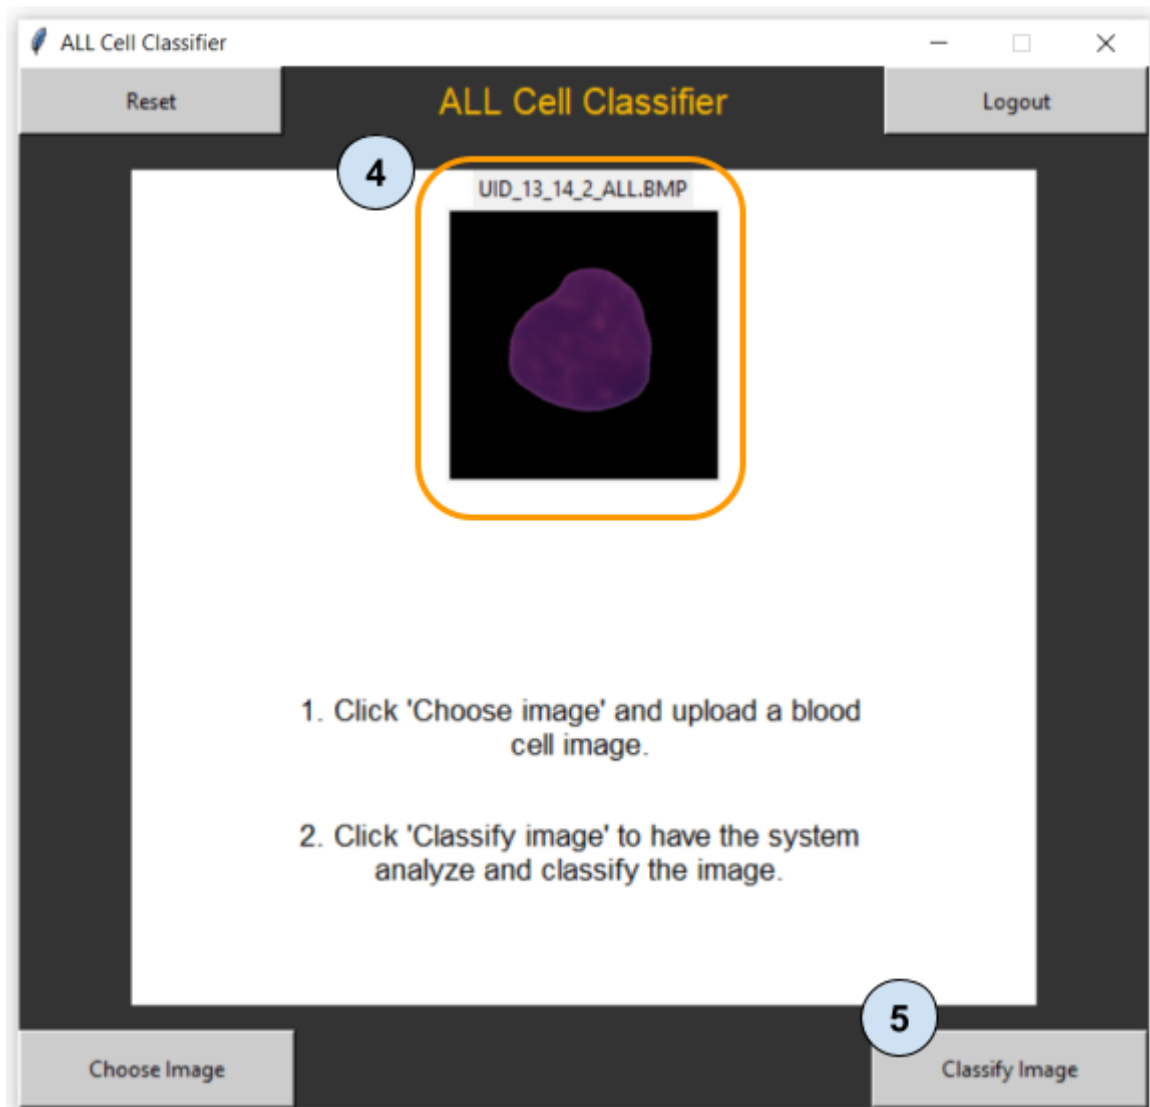 ALL Cell Classifier
Reset
ALL Cell Classifier
Logout
4
UID_13_14_2_ALL.BMP
1. Click 'Choose image' and upload a blood
cell image.
2. Click 'Classify image' to have the system
analyze and classify the image.
5
Choose Image
Classify Image